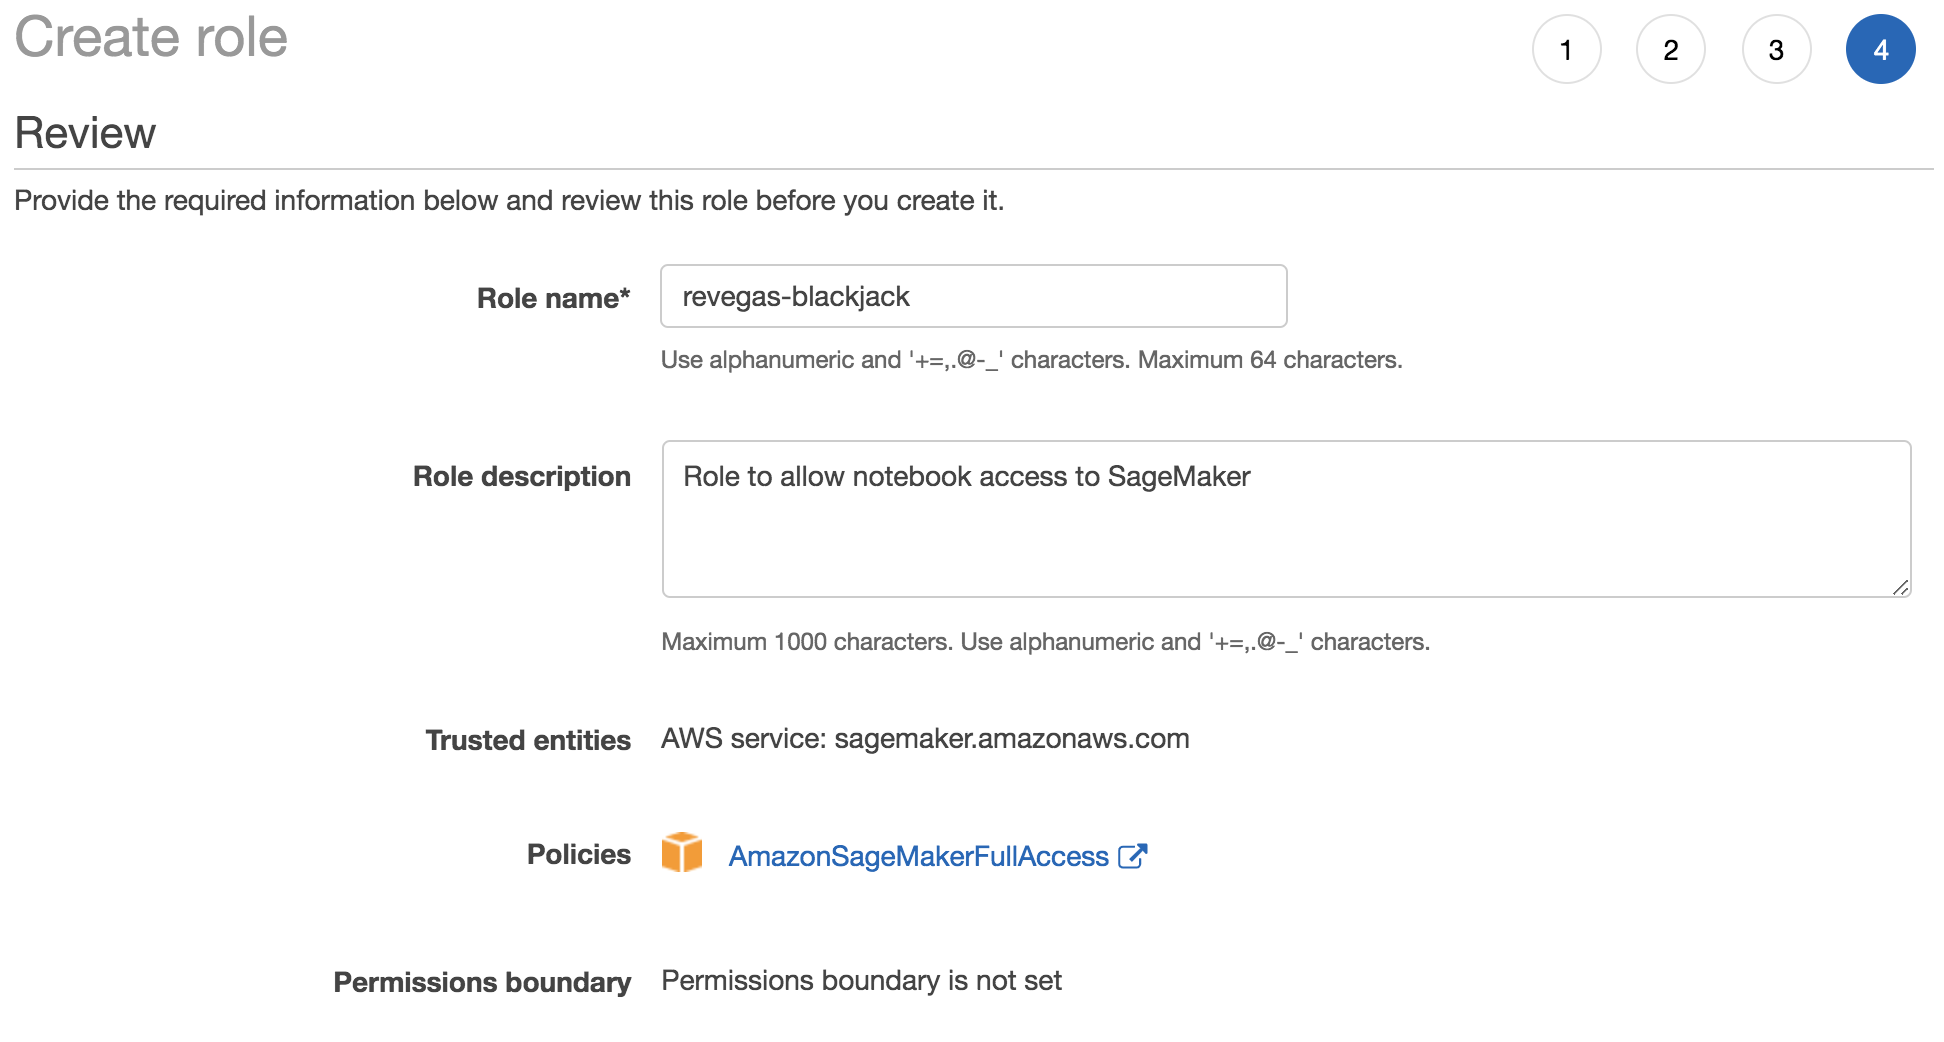 Create role
1 2 3 4
Review
Provide the required information below and review this role before you create it.
Role name* revegas-blackjack
Use alphanumeric and '+=,.@-_' characters. Maximum 64 characters.
Role description Role to allow notebook access to SageMaker
Maximum 1000 characters. Use alphanumeric and '+=,.@-_' characters.
Trusted entities AWS service: sagemaker.amazonaws.com
Policies AmazonSageMakerFullAccess
Permissions boundary Permissions boundary is not set